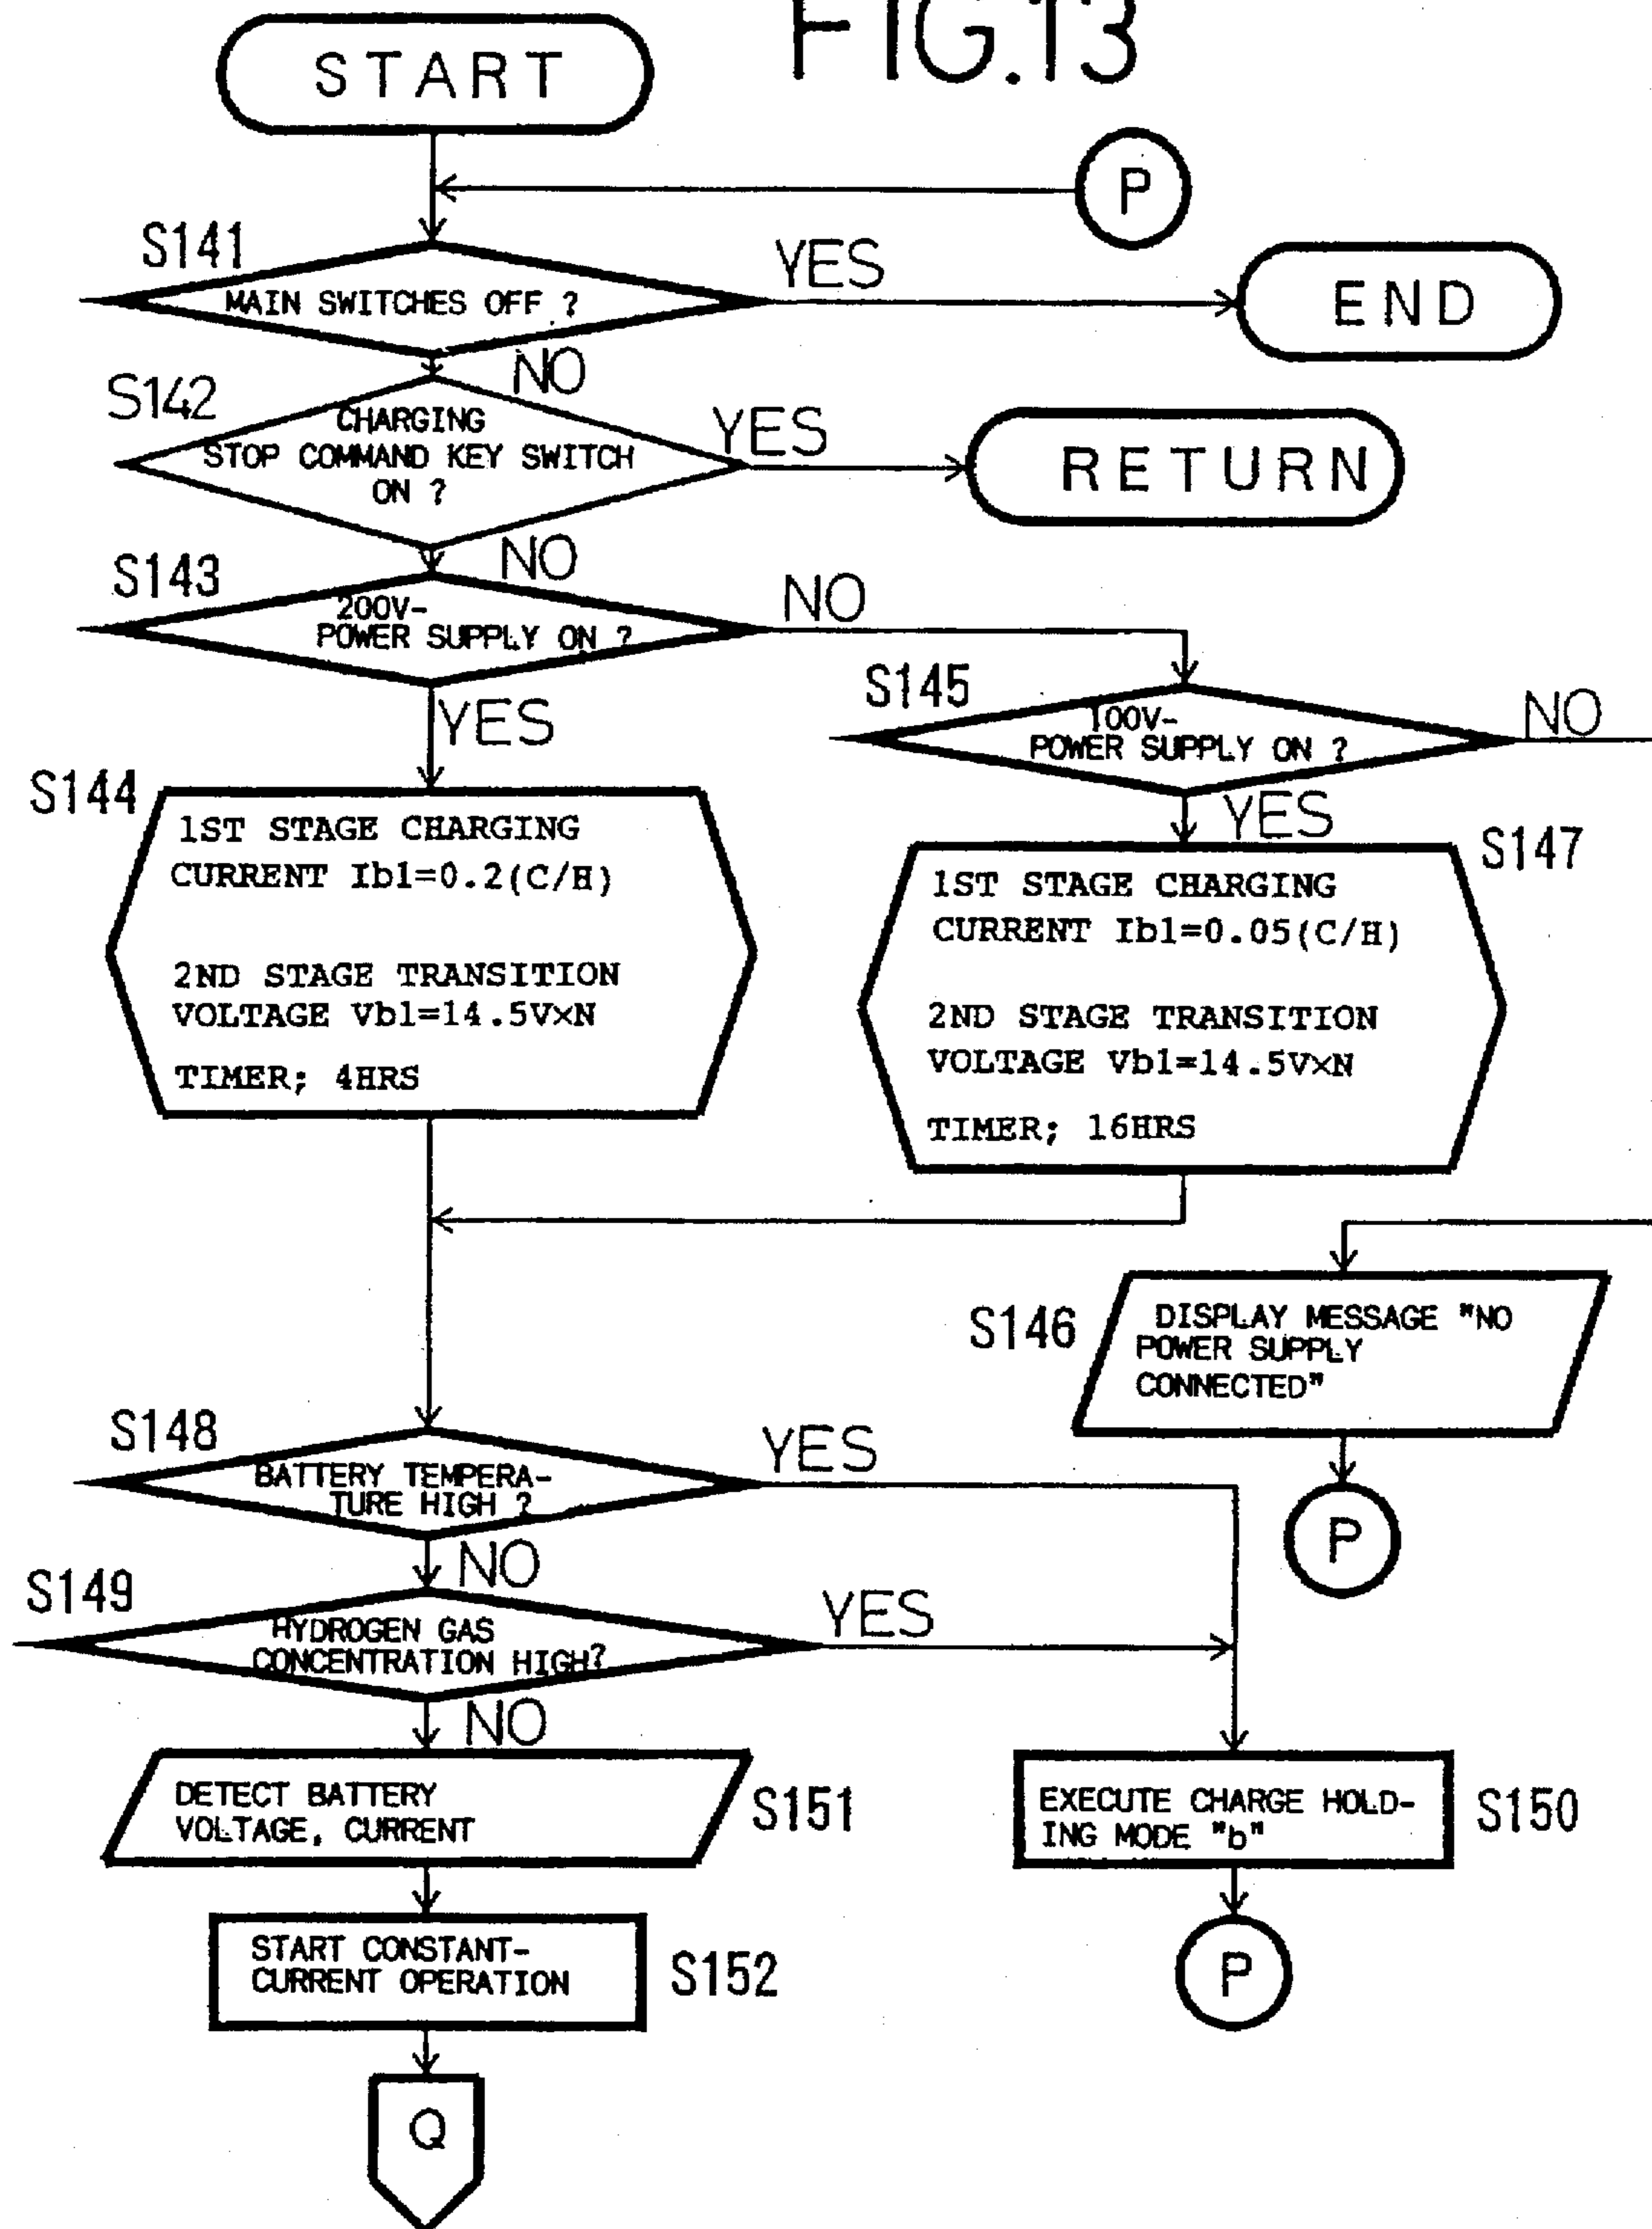 FIG.13
START
P
S141
MAIN SWITCHES OFF ?
YES
END
NO
S142
CHARGING
STOP COMMAND KEY SWITCH
ON ?
YES
RETURN
NO
S143
200V-
POWER SUPPLY ON ?
NO
YES
S145
100V-
POWER SUPPLY ON ?
NO
YES
S144
1ST STAGE CHARGING
CURRENT Ib1=0.2(C/H)
2ND STAGE TRANSITION
VOLTAGE Vb1=14.5V×N
TIMER; 4HRS
S147
1ST STAGE CHARGING
CURRENT Ib1=0.05(C/H)
2ND STAGE TRANSITION
VOLTAGE Vb1=14.5V×N
TIMER; 16HRS
S146
DISPLAY MESSAGE "NO
POWER SUPPLY
CONNECTED"
P
S148
BATTERY TEMPERA-
TURE HIGH ?
YES
NO
S149
HYDROGEN GAS
CONCENTRATION HIGH?
YES
NO
DETECT BATTERY
VOLTAGE, CURRENT
S151
EXECUTE CHARGE HOLD-
ING MODE "b"
S150
START CONSTANT-
CURRENT OPERATION
S152
P
Q